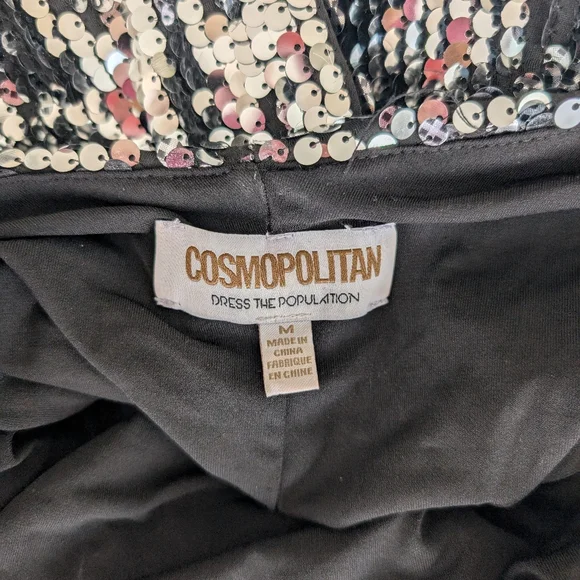 COSMOPOLITAN
DRESS THE POPULATION
M
MADE IN
CHINA
FABRIQUE
EN CHINE